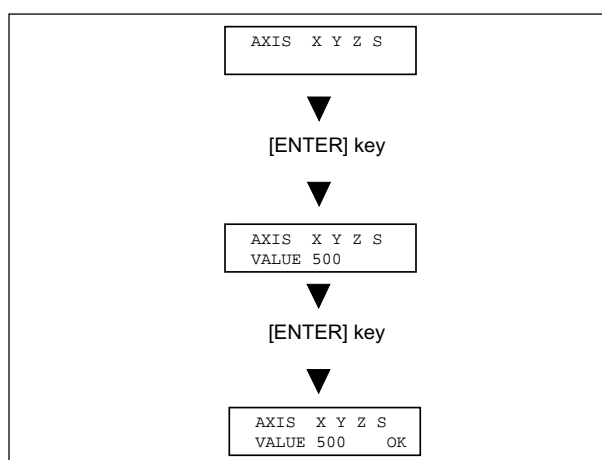 AXIS X Y Z S
[ENTER] key
AXIS X Y Z S
VALUE 500
[ENTER] key
AXIS X Y Z S
VALUE 500 OK